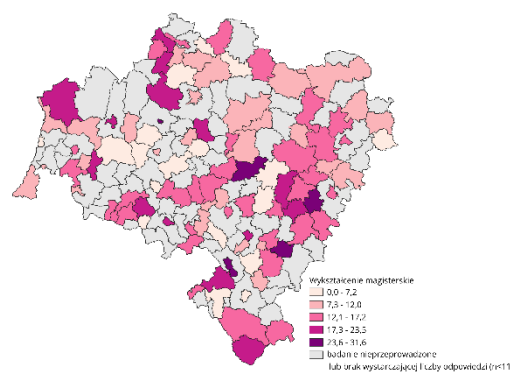 Wykształcenie magisterskie
0,0 - 7,2
7,3 - 12,0
12,1 - 17,2
17,3 - 23,5
23,6 - 31,6
badanie nieprzeprowadzone
lub brak wystarczającej liczby odpowiedzi (n<11